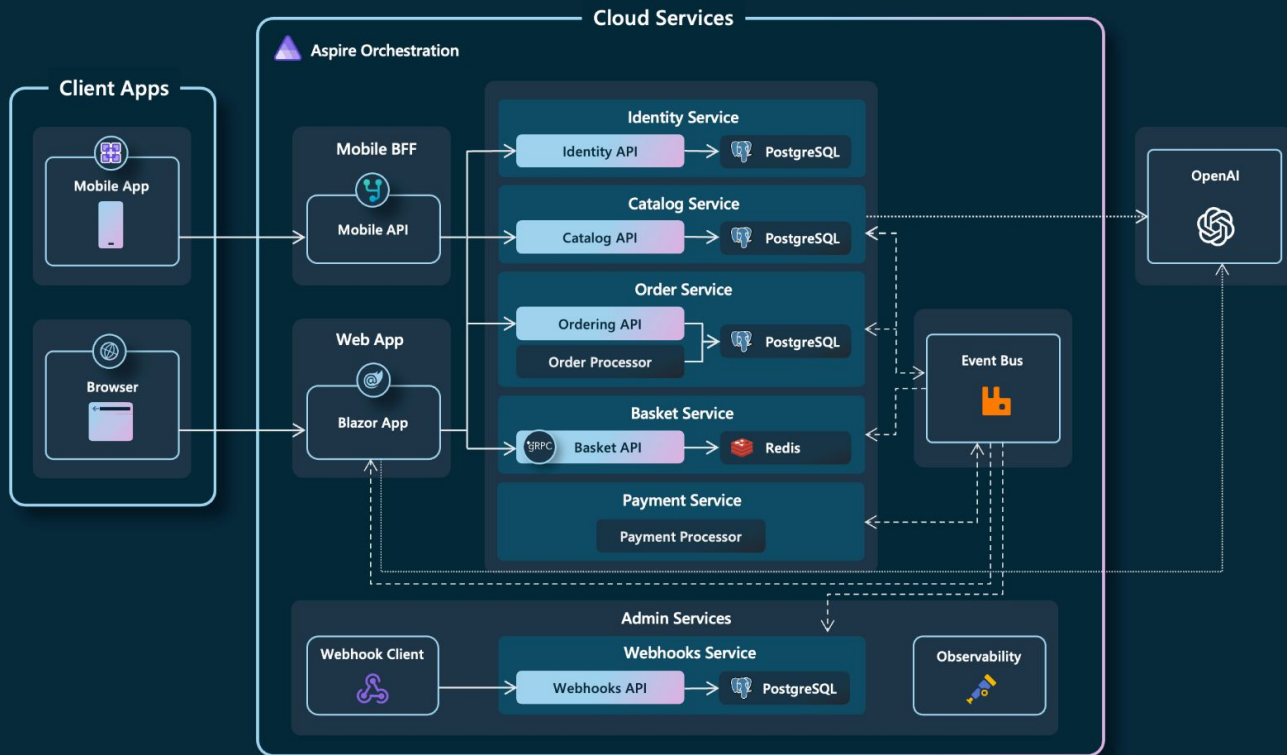 Cloud Services
Aspire Orchestration
Client Apps
Mobile App
Browser
Mobile BFF
Mobile API
Web App
Blazor App
Identity Service
Identity API
PostgreSQL
Catalog Service
Catalog API
PostgreSQL
Order Service
Ordering API
Order Processor
PostgreSQL
Basket Service
gRPC
Basket API
Redis
Payment Service
Payment Processor
Event Bus
OpenAI
Admin Services
Webhook Client
Webhooks Service
Webhooks API
PostgreSQL
Observability